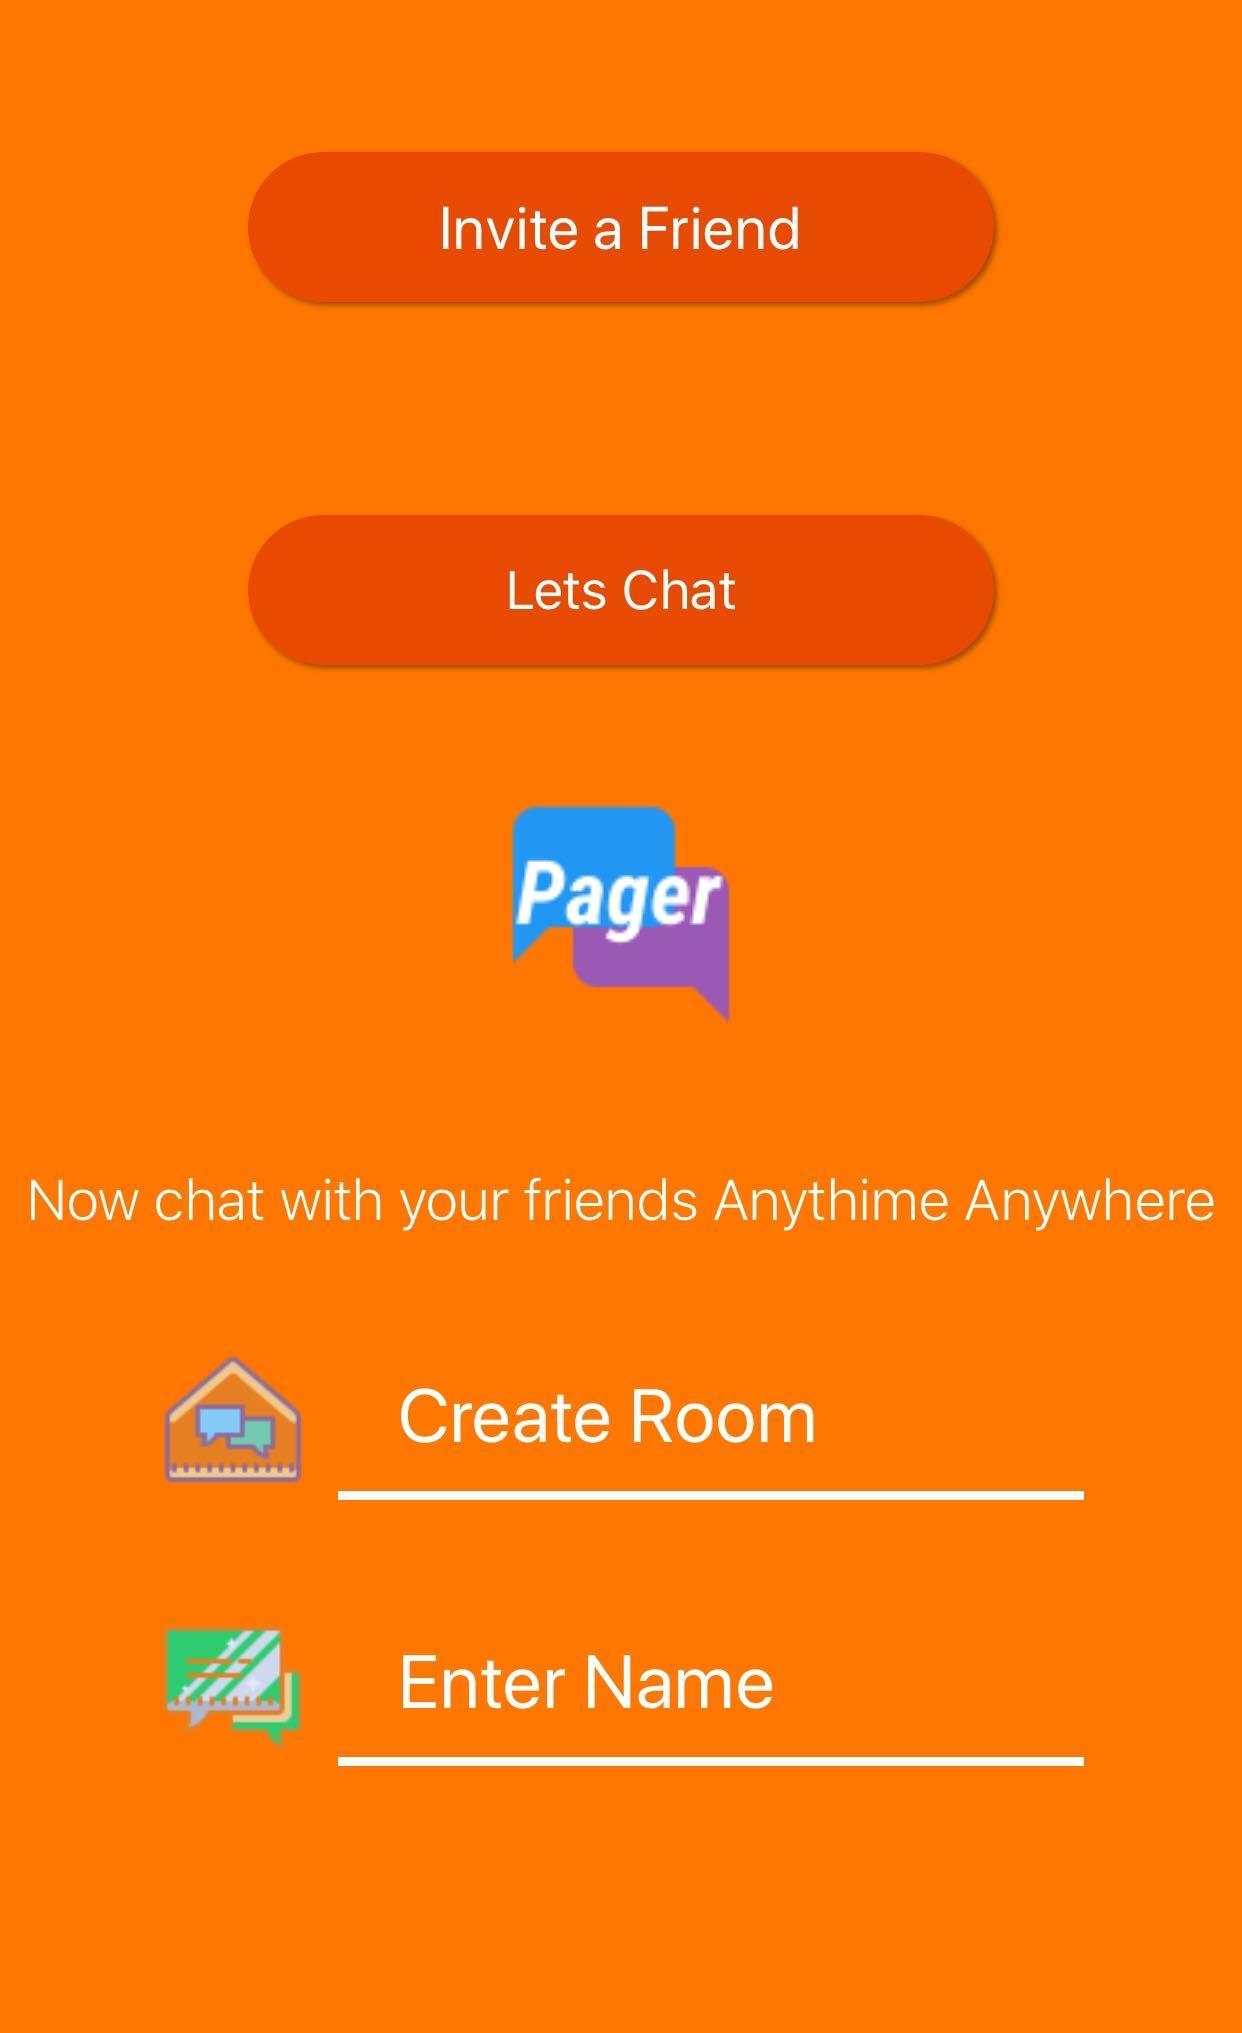 Invite a Friend
Lets Chat
Pager
Now chat with your friends Anythime Anywhere
Create Room
Enter Name